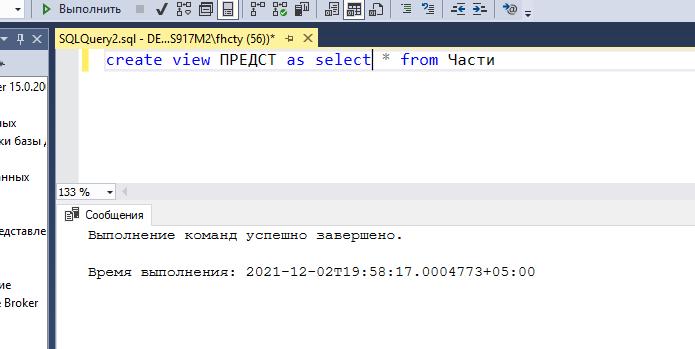 Выполнить
SQLQuery2.sql - DE...S917M2\fhcty (56))*
er 15.0.20
create view ПРЕДСТ as select * from Части
ных
ки базы д
анных
133 %
Сообщения
Выполнение команд успешно завершено.
едставле
Время выполнения: 2021-12-02T19:58:17.0004773+05:00
ие
e Broker